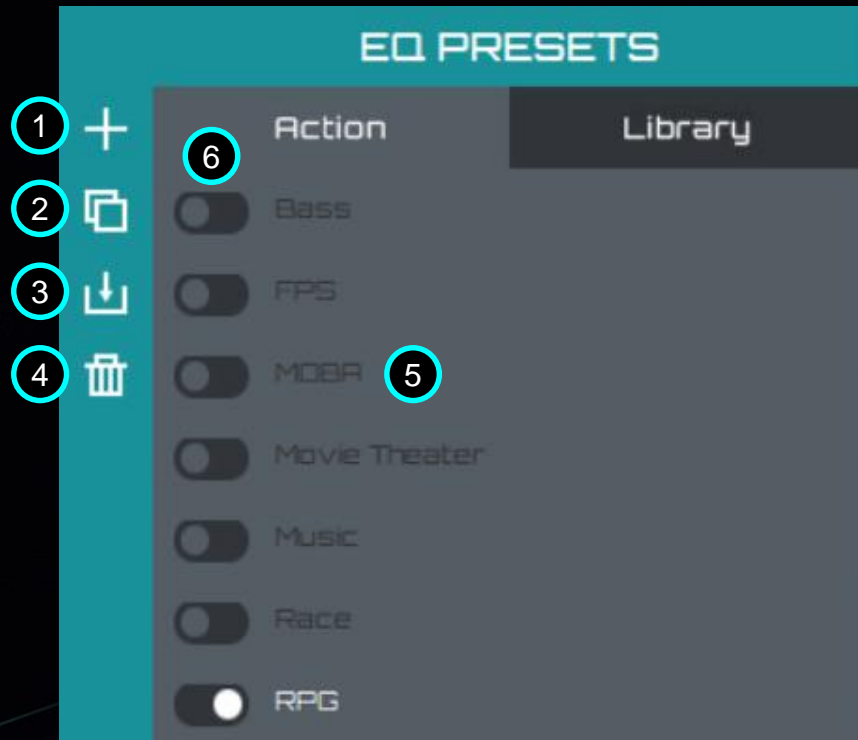 EQ PRESETS
1
Action Library
6
2 Bass
3 FPS
4 MOBA 5
Movie Theater
Music
Race
RPG